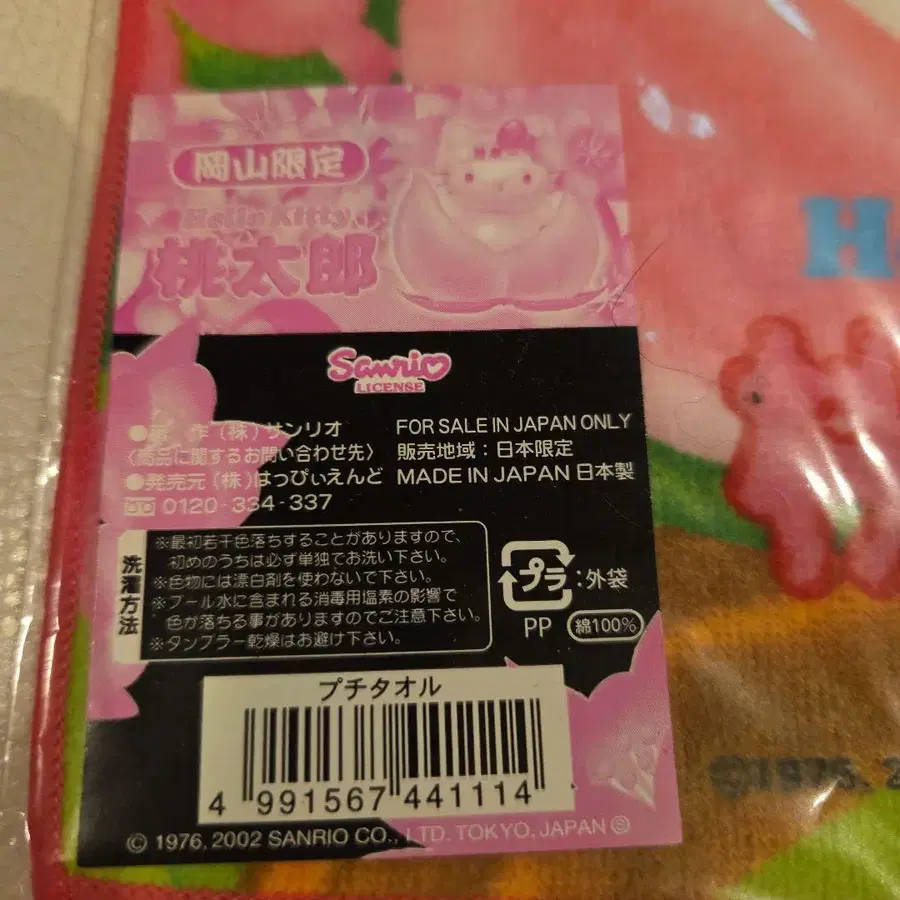 岡山限定
Hello Kitty
桃太郎
Sanrio
LICENSE
●著 作(株)サンリオ
〈商品に関するお問い合わせ先〉
●発売元(株)はっぴぃえんど
0120-334-337
FOR SALE IN JAPAN ONLY
販売地域:日本限定
MADE IN JAPAN 日本製
洗濯方法
※最初若干色落ちすることがありますので、
初めのうちは必ず単独でお洗い下さい。
※色物には漂白剤を使わないで下さい。
※プール水に含まれる消毒用塩素の影響で
色が落ちる事がありますのでご注意下さい。
※タンブラー乾燥はお避け下さい。
プラ:外袋
PP 綿100%
プチタオル
4 991567 441114
© 1976, 2002 SANRIO CO., LTD. TOKYO, JAPAN Ⓢ
H
©1976, 2